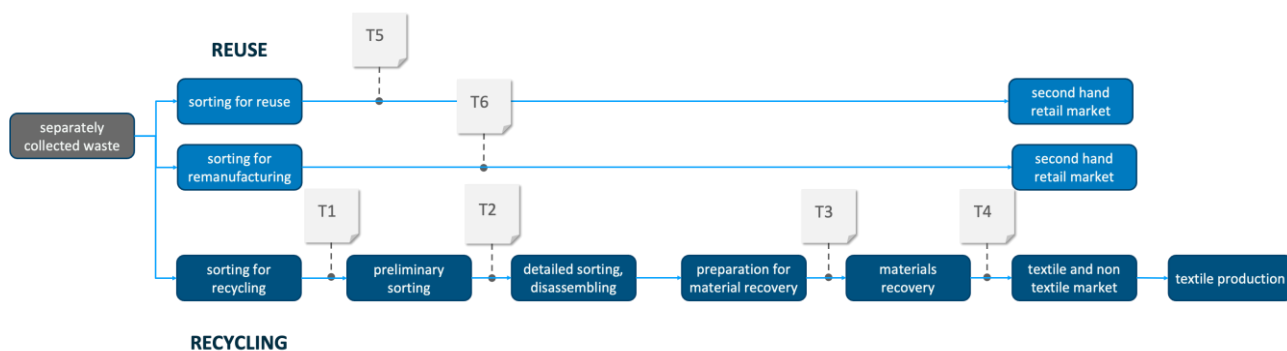 REUSE
T5
sorting for reuse
T6
second hand
retail market
separately
collected waste
sorting for
remanufacturing
second hand
retail market
T1
T2
T3
T4
sorting for
recycling
preliminary
sorting
detailed sorting,
disassembling
preparation for
material recovery
materials
recovery
textile and non
textile market
textile production
RECYCLING